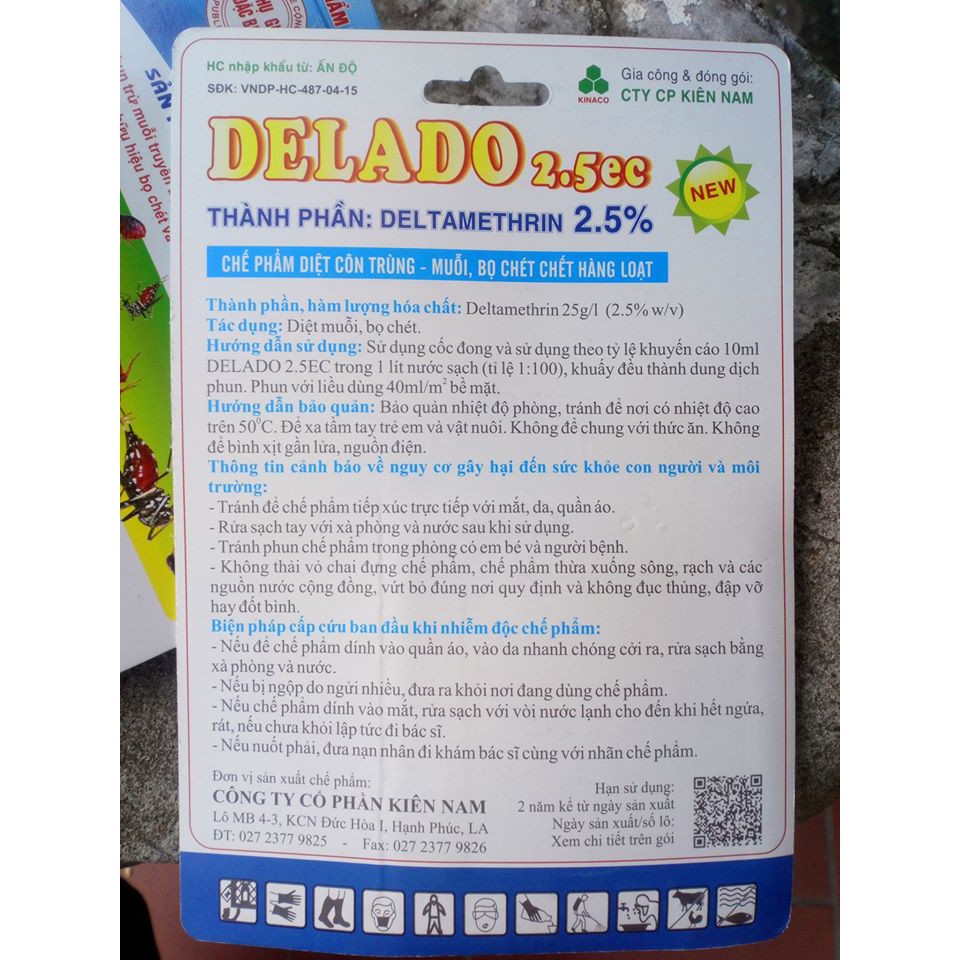 HC nhập khẩu từ: ẤN ĐỘ
SĐK: VNDP-HC-487-04-15
KINACO
Gia công & đóng gói:
CTY CP KIÊN NAM
DELADO 2.5ec
NEW
THÀNH PHẦN: DELTAMETHRIN 2.5%
CHẾ PHẨM DIỆT CÔN TRÙNG - MUỖI, BỌ CHÉT CHẾT HÀNG LOẠT
Thành phần, hàm lượng hóa chất: Deltamethrin 25g/l (2.5% w/v)
Tác dụng: Diệt muỗi, bọ chét.
Hướng dẫn sử dụng: Sử dụng cốc đong và sử dụng theo tỷ lệ khuyến cáo 10ml
DELADO 2.5EC trong 1 lít nước sạch (tỉ lệ 1:100), khuấy đều thành dung dịch
phun. Phun với liều dùng 40ml/m² bề mặt.
Hướng dẫn bảo quản: Bảo quản nhiệt độ phòng, tránh để nơi có nhiệt độ cao
trên 50⁰C. Để xa tầm tay trẻ em và vật nuôi. Không để chung với thức ăn. Không
để bình xịt gần lửa, nguồn điện.
Thông tin cảnh báo về nguy cơ gây hại đến sức khỏe con người và môi
trường:
- Tránh để chế phẩm tiếp xúc trực tiếp với mắt, da, quần áo.
- Rửa sạch tay với xà phòng và nước sau khi sử dụng.
- Tránh phun chế phẩm trong phòng có em bé và người bệnh.
- Không thải vỏ chai đựng chế phẩm, chế phẩm thừa xuống sông, rạch và các
nguồn nước cộng đồng, vứt bỏ đúng nơi quy định và không đục thủng, đập vỡ
hay đốt bình.
Biện pháp cấp cứu ban đầu khi nhiễm độc chế phẩm:
- Nếu để chế phẩm dính vào quần áo, vào da nhanh chóng cởi ra, rửa sạch bằng
xà phòng và nước.
- Nếu bị ngộp do ngửi nhiều, đưa ra khỏi nơi đang dùng chế phẩm.
- Nếu chế phẩm dính vào mắt, rửa sạch với vòi nước lạnh cho đến khi hết ngứa,
rát, nếu chưa khỏi lập tức đi bác sĩ.
- Nếu nuốt phải, đưa nạn nhân đi khám bác sĩ cùng với nhãn chế phẩm.
Đơn vị sản xuất chế phẩm:
CÔNG TY CỔ PHẦN KIÊN NAM
Lô MB 4-3, KCN Đức Hòa I, Hạnh Phúc, LA
ĐT: 027 2377 9825 - Fax: 027 2377 9826
Hạn sử dụng:
2 năm kể từ ngày sản xuất
Ngày sản xuất/số lô:
Xem chi tiết trên gói
SẢN
trừ muỗi truyền
hữu hiệu bọ chét và